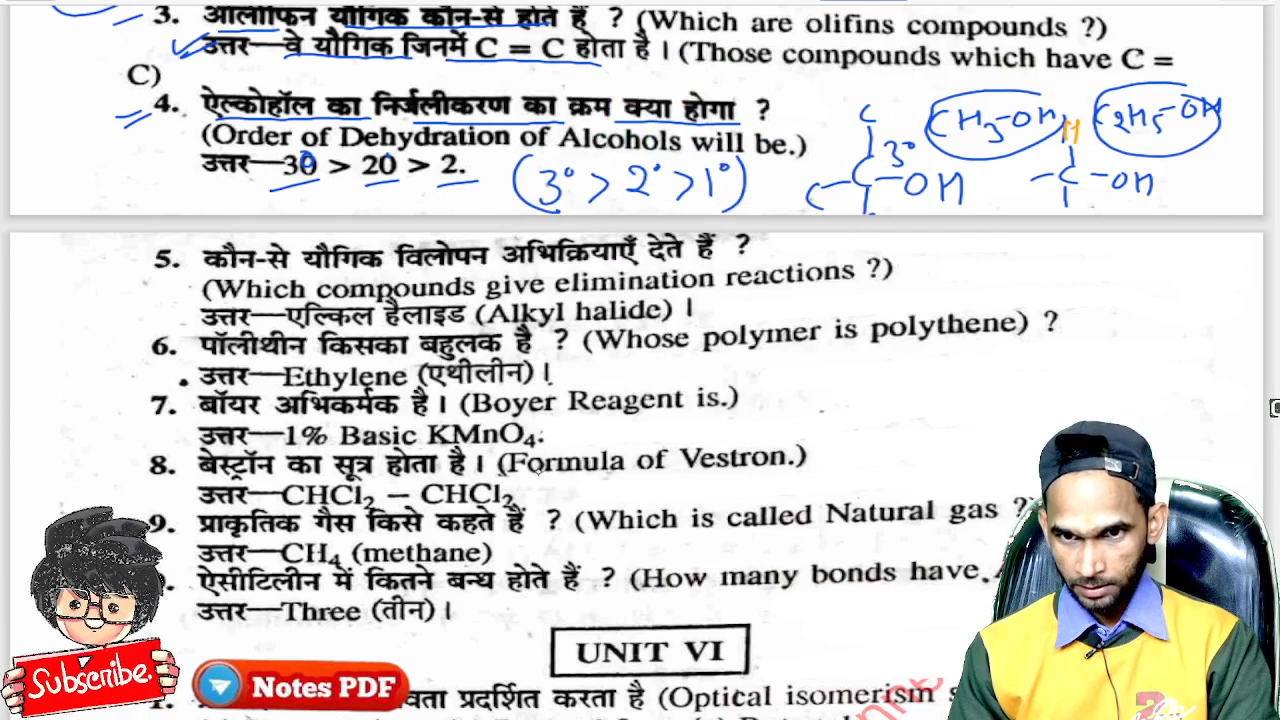 3. आलीफिन यौगिक कौन-से होते हैं ? (Which are olifins compounds ?)
उत्तर—वे यौगिक जिनमें C = C होता है। (Those compounds which have C =
C)
4. ऐल्कोहॉल का निर्जलीकरण का क्रम क्या होगा ?
(Order of Dehydration of Alcohols will be.)
उत्तर—30 > 20 > 2. (3° > 2° > 1°)
C
3°
C – C – OH
CH3-OH
H
– C – OH
C2H5-OH
5. कौन-से यौगिक विलोपन अभिक्रियाएँ देते हैं ?
(Which compounds give elimination reactions ?)
उत्तर—एल्किल हैलाइड (Alkyl halide) ।
6. पॉलीथीन किसका बहुलक है ? (Whose polymer is polythene) ?
उत्तर—Ethylene (एथीलीन)।
7. बॉयर अभिकर्मक है। (Boyer Reagent is.)
उत्तर—1% Basic KMnO₄.
8. बेस्ट्रॉन का सूत्र होता है। (Formula of Vestron.)
उत्तर—CHCl₂ – CHCl₂
9. प्राकृतिक गैस किसे कहते हैं ? (Which is called Natural gas ?
उत्तर—CH₄ (methane)
. ऐसीटिलीन में कितने बन्ध होते हैं ? (How many bonds have
उत्तर—Three (तीन)।
UNIT VI
वता प्रदर्शित करता है (Optical isomerism s
Subscribe.
Notes PDF